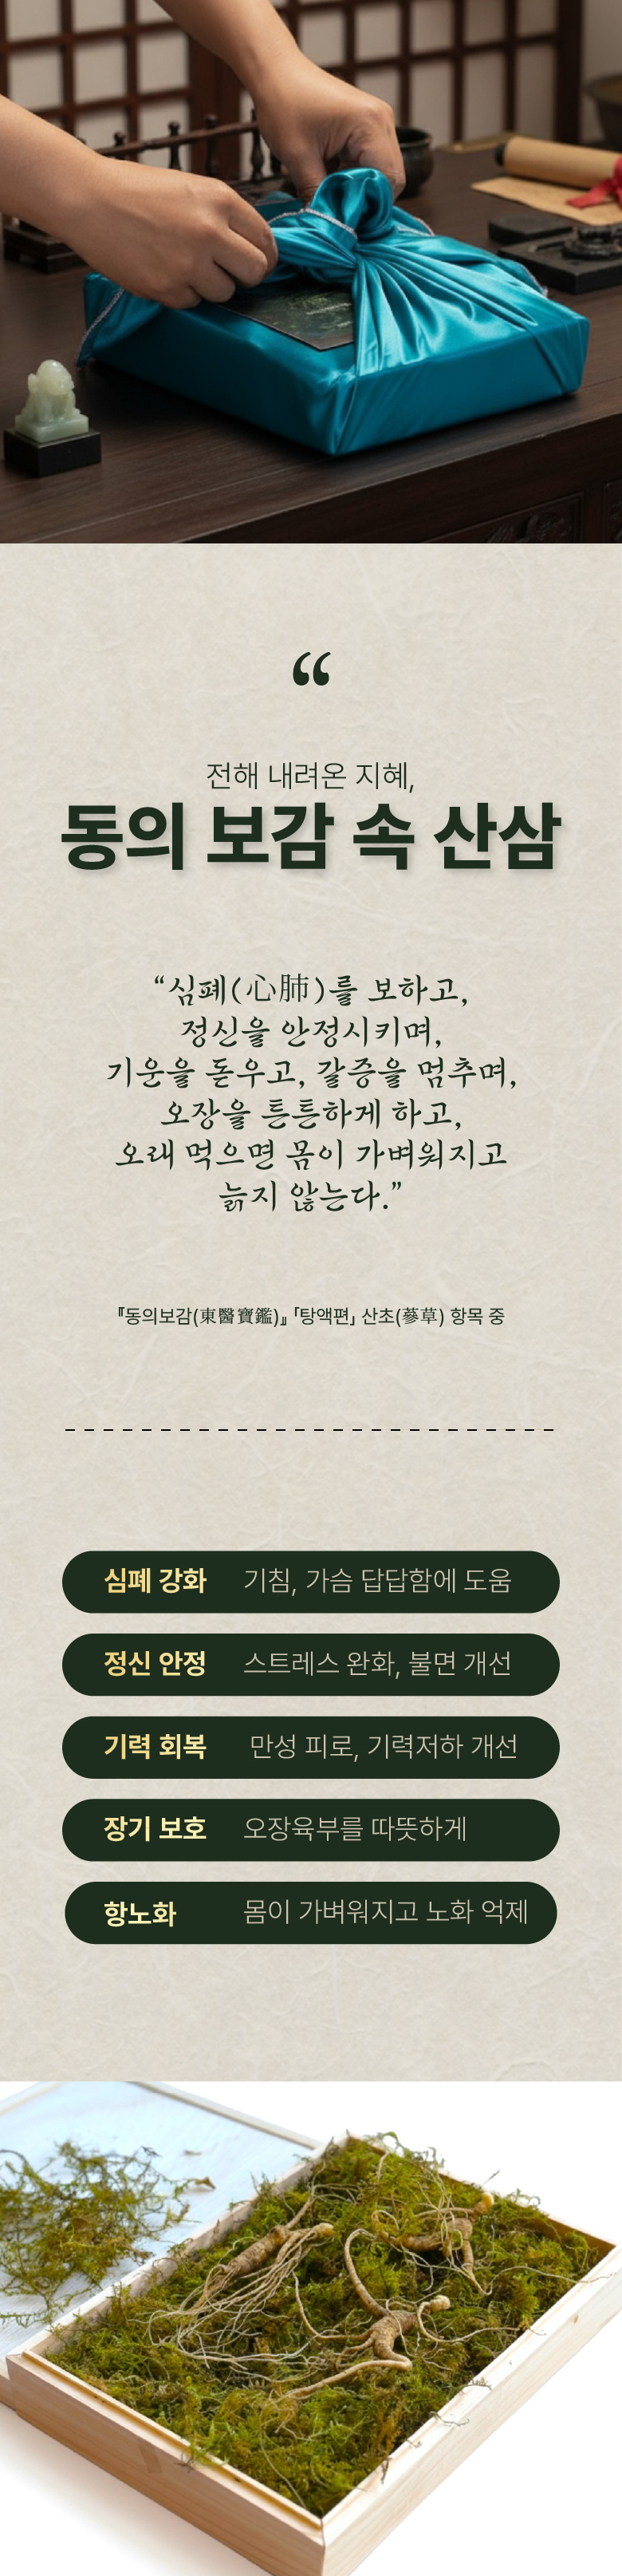 “
전해 내려온 지혜,
동의 보감 속 산삼
“심폐(心肺)를 보하고,
정신을 안정시키며,
기운을 돋우고, 갈증을 멈추며,
오장을 튼튼하게 하고,
오래 먹으면 몸이 가벼워지고
늙지 않는다.”
『동의보감(東醫寶鑑)』 「탕액편」 산초(蔘草) 항목 중
심폐 강화 기침, 가슴 답답함에 도움
정신 안정 스트레스 완화, 불면 개선
기력 회복 만성 피로, 기력저하 개선
장기 보호 오장육부를 따뜻하게
항노화 몸이 가벼워지고 노화 억제